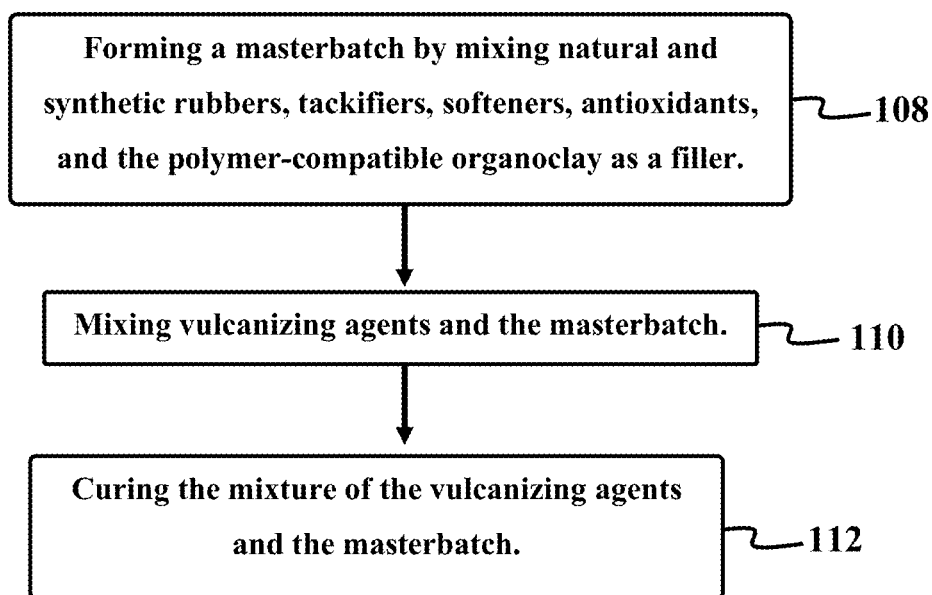 Forming a masterbatch by mixing natural and
synthetic rubbers, tackifiers, softeners, antioxidants,
and the polymer-compatible organoclay as a filler.
108
Mixing vulcanizing agents and the masterbatch.
110
Curing the mixture of the vulcanizing agents
and the masterbatch.
112